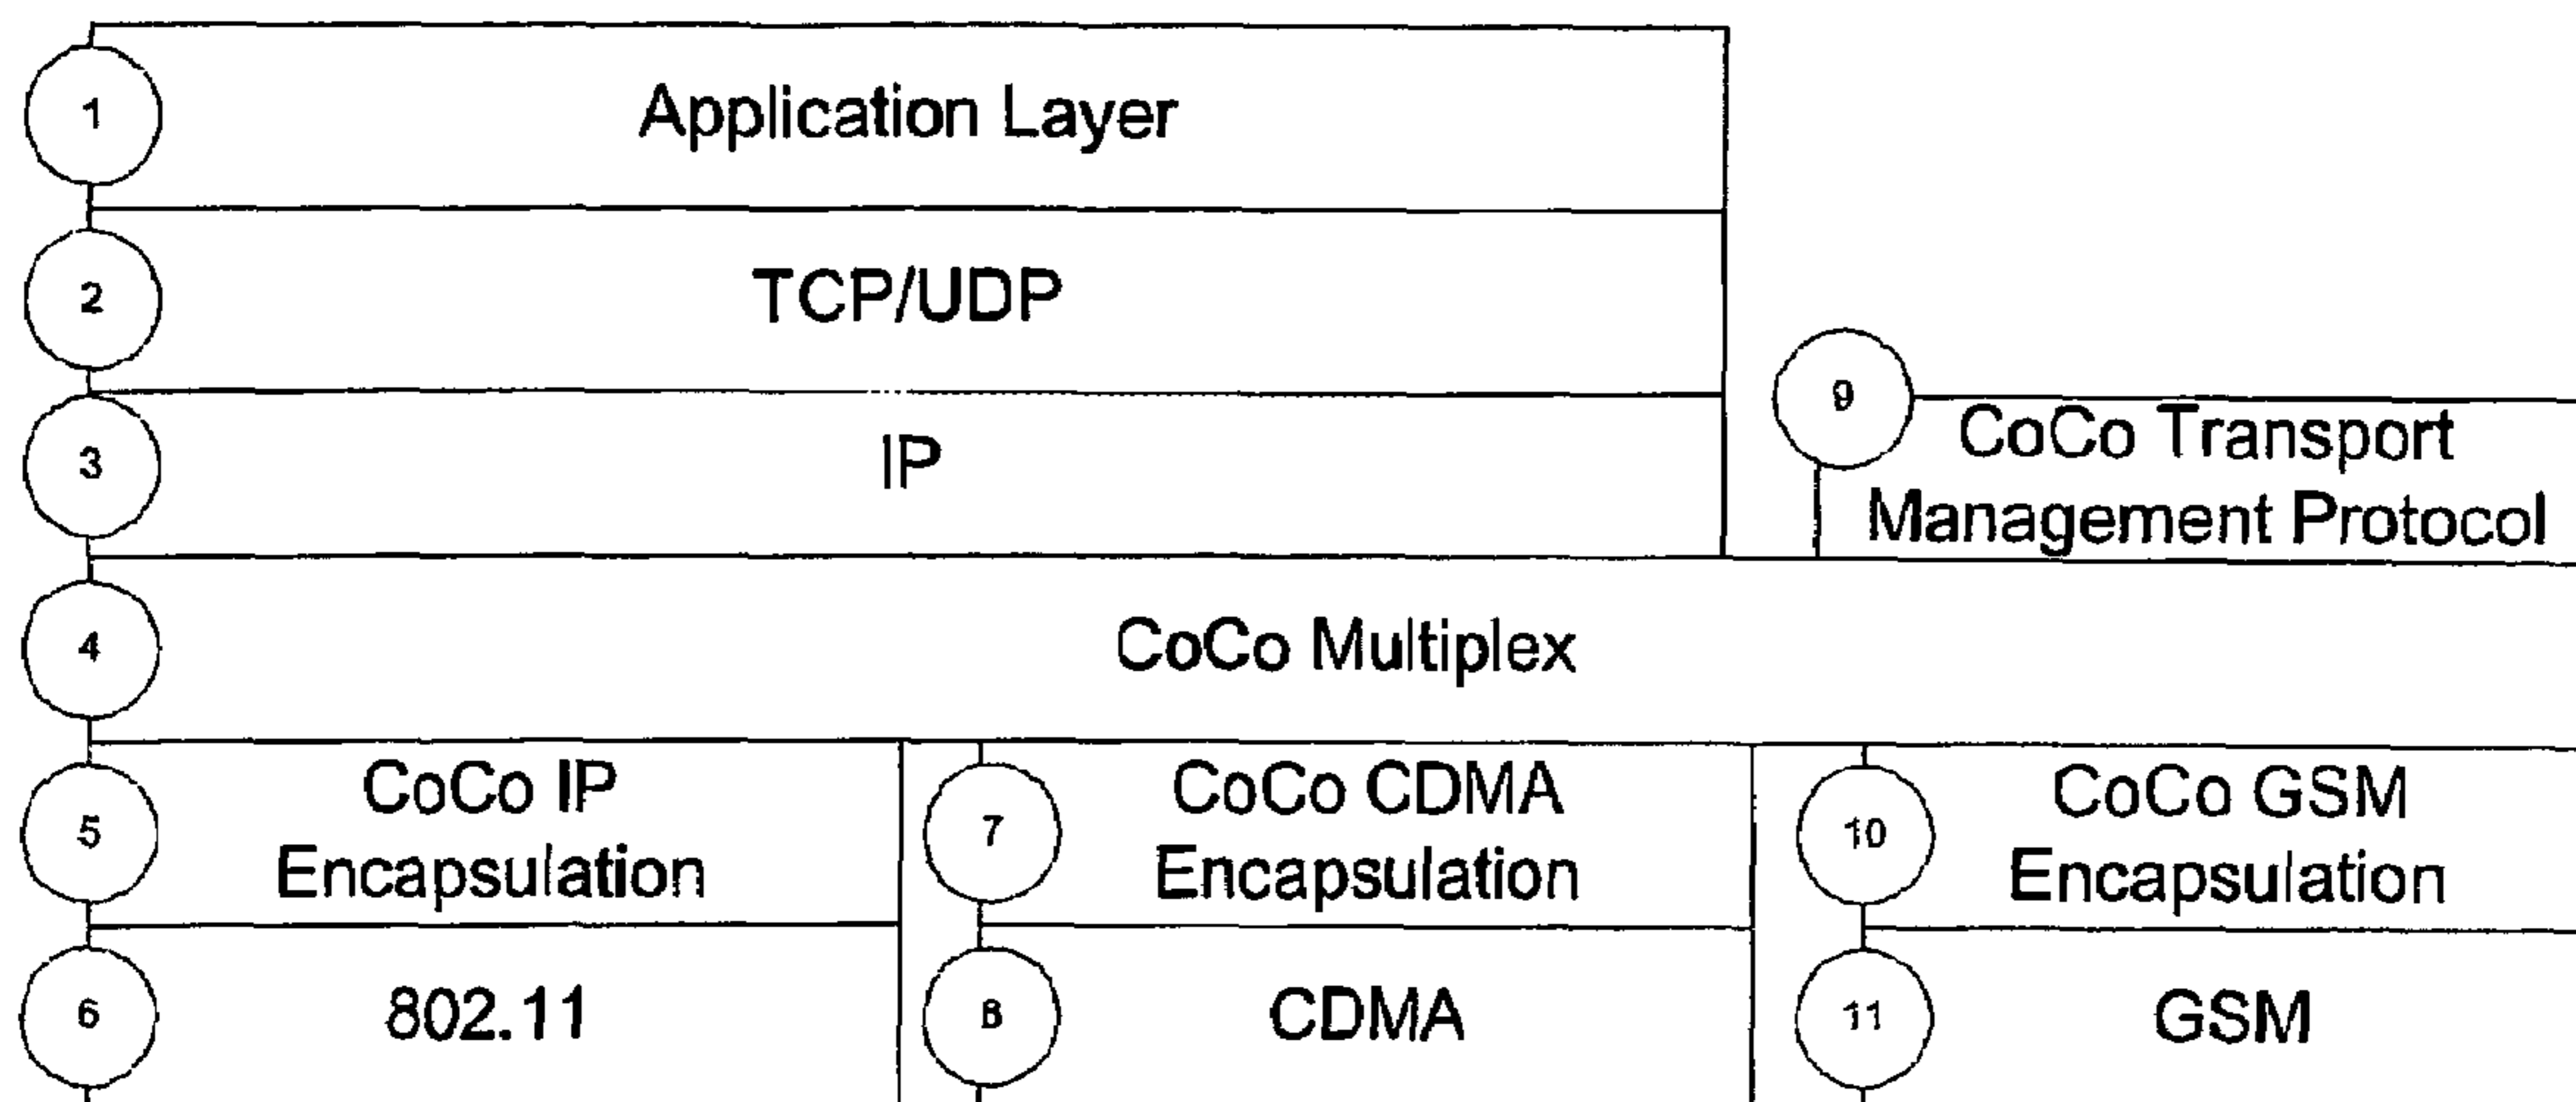 1
Application Layer
2
TCP/UDP
3
IP
9
CoCo Transport
Management Protocol
4
CoCo Multiplex
5
CoCo IP
Encapsulation
7
CoCo CDMA
Encapsulation
10
CoCo GSM
Encapsulation
6
802.11
8
CDMA
11
GSM